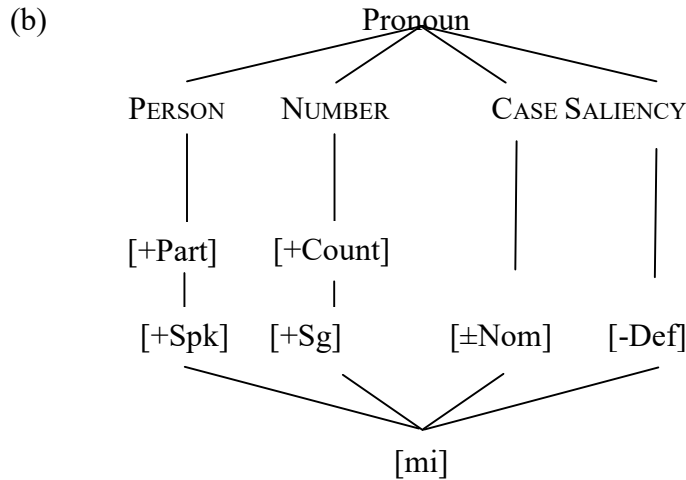 (b) Pronoun
PERSON NUMBER CASE SALIENCY
[+Part] [+Count]
[+Spk] [+Sg] [±Nom] [-Def]
[mi]